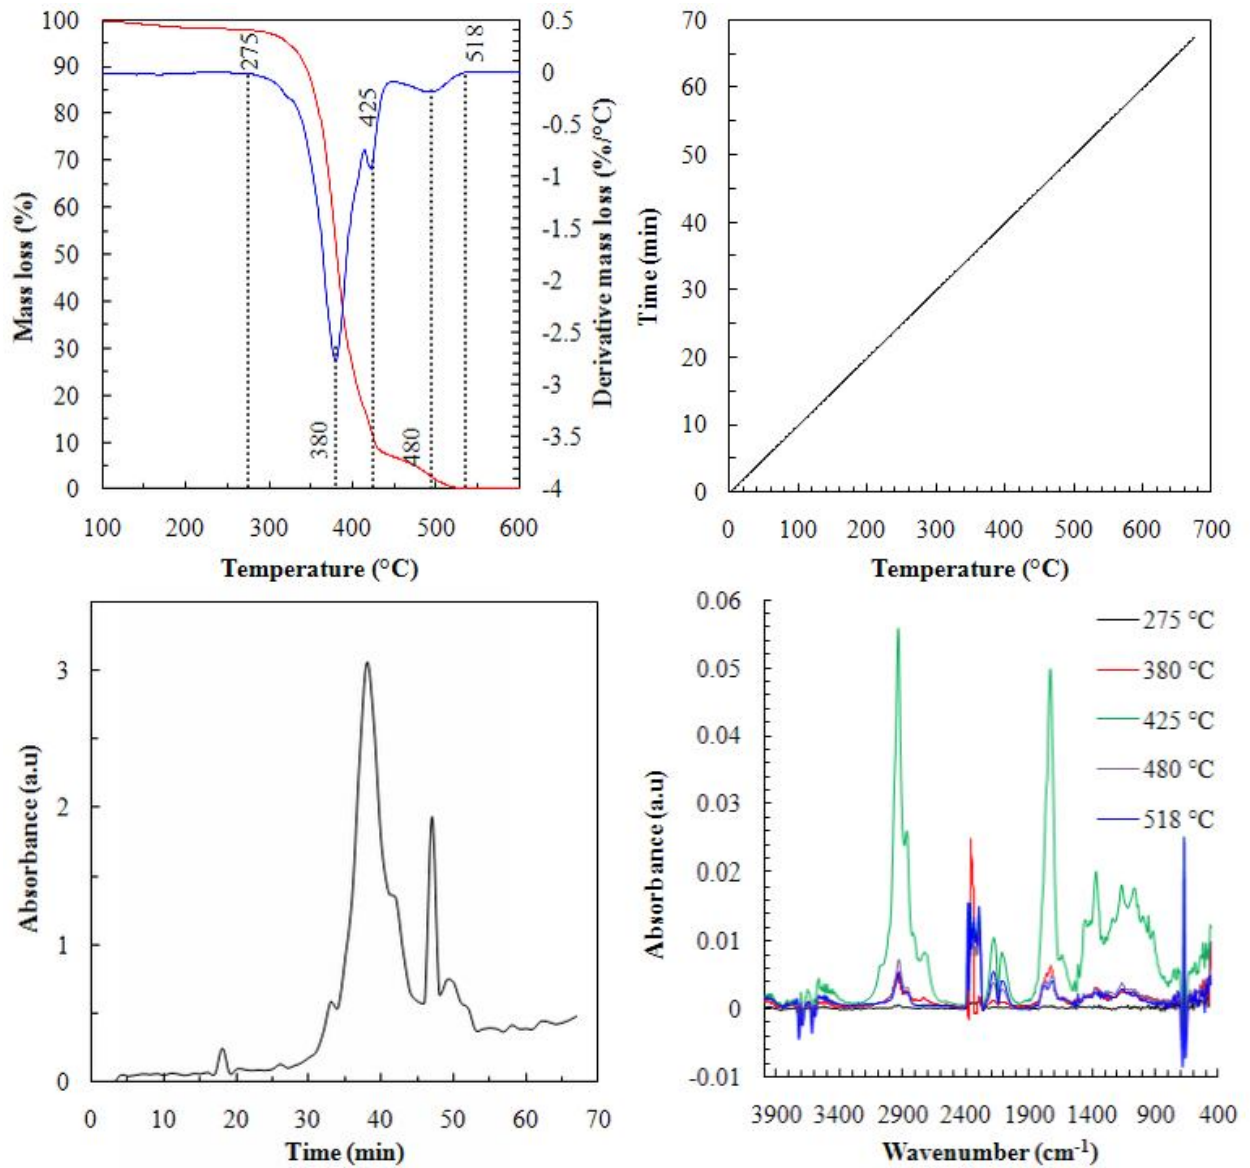 100
90
80
70
60
50
40
30
20
10
0
Mass loss (%)
0.5
0
-0.5
-1
-1.5
-2
-2.5
-3
-3.5
-4
Derivative mass loss (%/°C)
275
380
425
480
518
100 200 300 400 500 600
Temperature (°C)
70
60
50
40
30
20
10
0
Time (min)
0 100 200 300 400 500 600 700
Temperature (°C)
3
2
1
0
Absorbance (a.u)
0 10 20 30 40 50 60 70
Time (min)
0.06
0.05
0.04
0.03
0.02
0.01
0
-0.01
Absorbance (a.u)
275 °C
380 °C
425 °C
480 °C
518 °C
3900 3400 2900 2400 1900 1400 900 400
Wavenumber (cm-1)